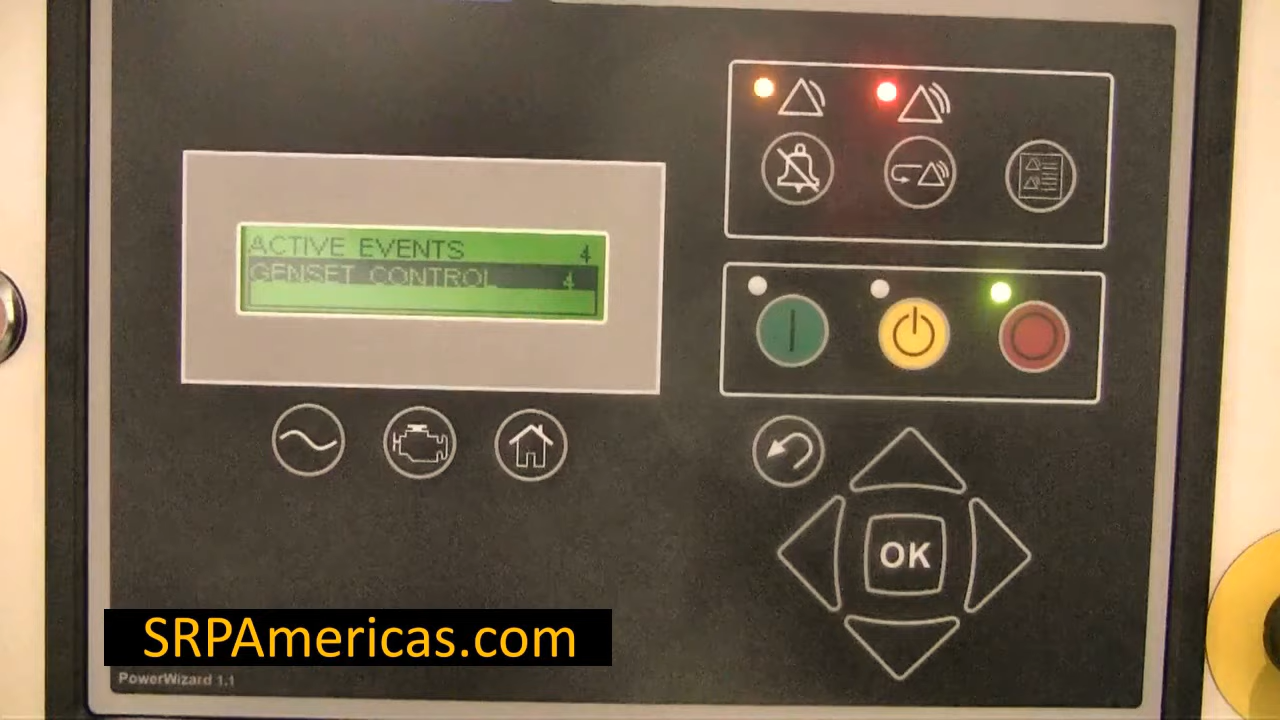 ACTIVE EVENTS 4
GENSET CONTROL 4
OK
SRPAmericas.com
PowerWizard 1.1